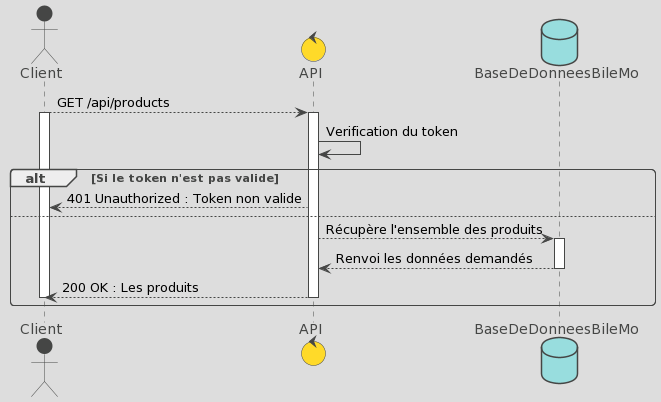 Client
API
BaseDeDonneesBileMo
GET /api/products
Verification du token
alt
[Si le token n'est pas valide]
401 Unauthorized : Token non valide
Récupère l'ensemble des produits
Renvoi les données demandés
200 OK : Les produits
Client
API
BaseDeDonneesBileMo